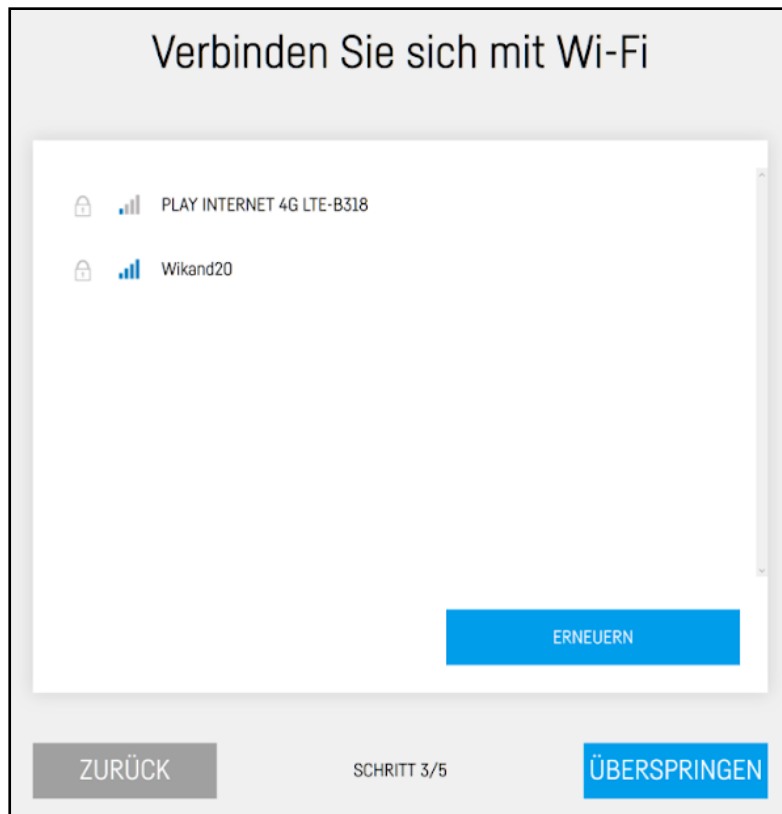 Verbinden Sie sich mit Wi-Fi
PLAY INTERNET 4G LTE-B318
Wikand20
ERNEUERN
ZURÜCK
SCHRITT 3/5
ÜBERSPRINGEN